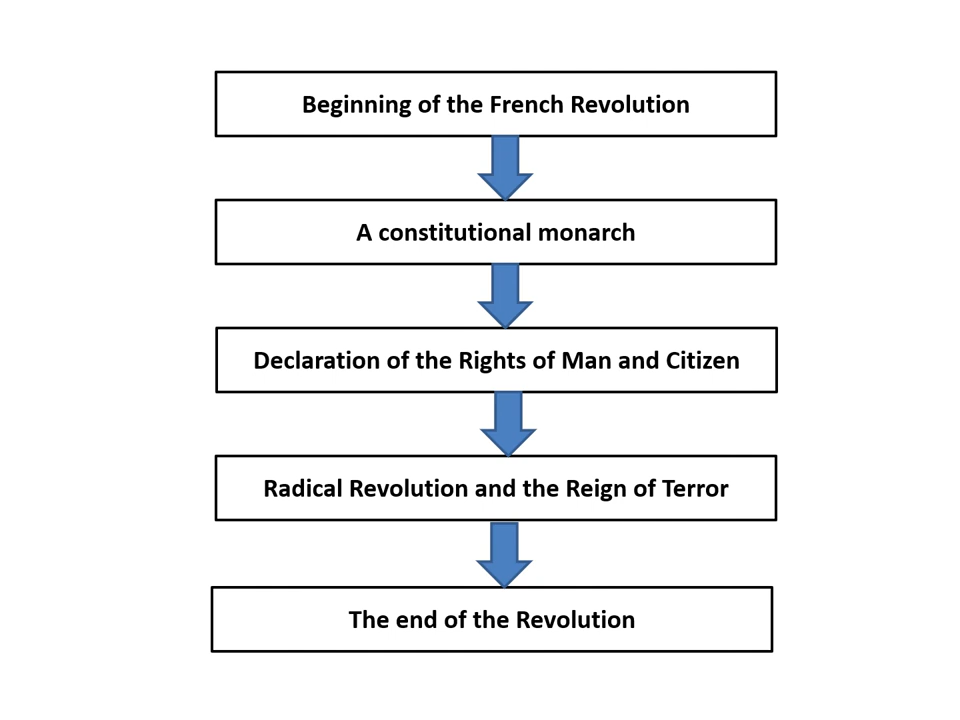 Beginning of the French Revolution
A constitutional monarch
Declaration of the Rights of Man and Citizen
Radical Revolution and the Reign of Terror
The end of the Revolution